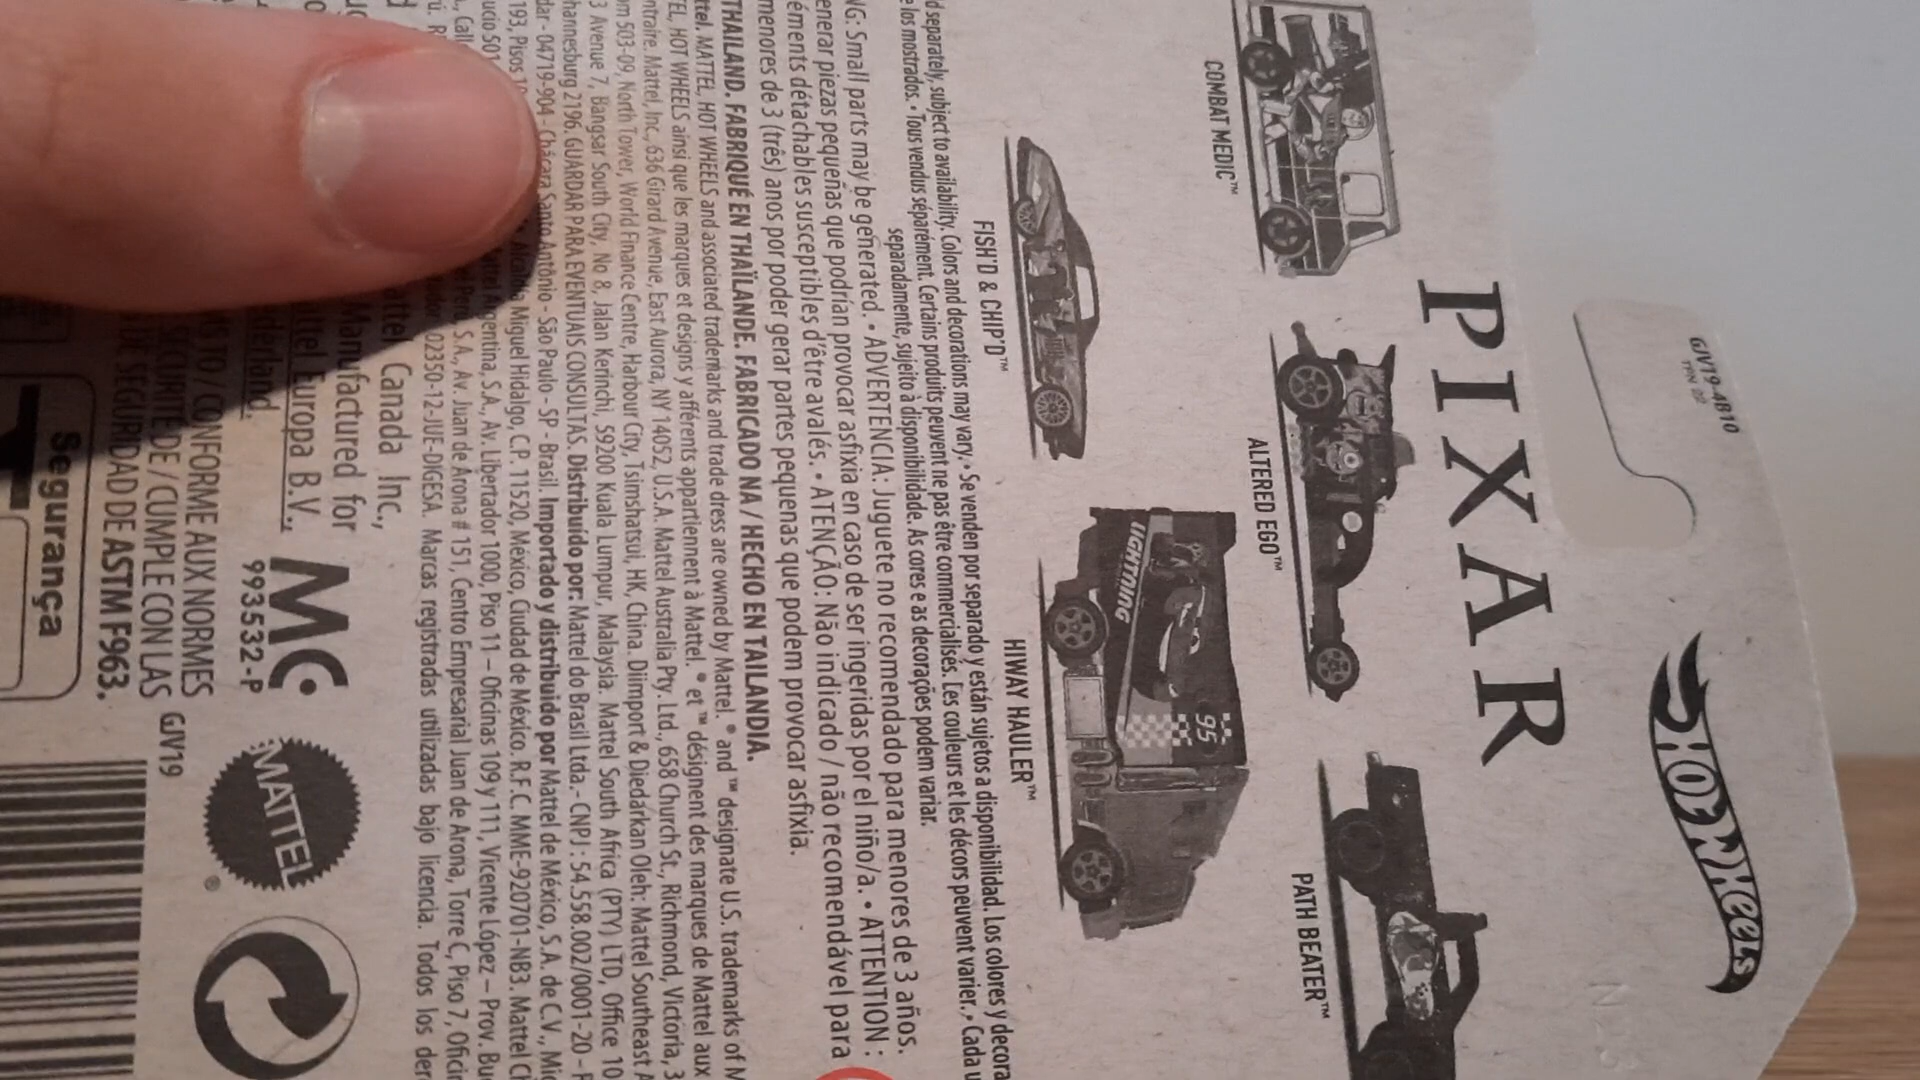 GJV19-4B10
HOT WHEELS
PIXAR
COMBAT MEDIC™
ALTERED EGO™
PATH BEATER™
FISH'D & CHIP'D™
HIWAY HAULER™
LIGHTNING
95
d separately, subject to availability. Colors and decorations may vary. • Se venden por separado y están sujetos a disponibilidad. Los colores y decora
los mostrados. • Tous vendus séparément. Certains produits peuvent ne pas être commercialisés. Les couleurs et les décors peuvent varier. • Cada u
separadamente, sujeito à disponibilidade. As cores e as decorações podem variar.
NG: Small parts may be generated. • ADVERTENCIA: Juguete no recomendado para menores de 3 años.
enerar piezas pequeñas que podrían provocar asfixia en caso de ser ingeridas por el niño/a. • ATTENTION :
éments détachables susceptibles d'être avalés. • ATENÇÃO: Não indicado / não recomendável para
menores de 3 (três) anos por poder gerar partes pequenas que podem provocar asfixia.
THAILAND. FABRIQUÉ EN THAÏLANDE. FABRICADO NA / HECHO EN TAILANDIA.
ttel. MATTEL, HOT WHEELS and associated trademarks and trade dress are owned by Mattel. ® and ™ designate U.S. trademarks of M
TEL, HOT WHEELS ainsi que les marques et designs y afférents appartiennent à Mattel. ® et ™ désignent des marques de Mattel aux
ntraire. Mattel, Inc., 636 Girard Avenue, East Aurora, NY 14052, U.S.A. Mattel Australia Pty. Ltd., 658 Church St., Richmond, Victoria, 3
m 503-09, North Tower, World Finance Centre, Harbour City, Tsimshatsui, HK, China. Diimport & Diedarkan Oleh: Mattel Southeast A
3 Avenue 7, Bangsar South City, No 8, Jalan Kerinchi, 59200 Kuala Lumpur, Malaysia. Mattel South Africa (PTY) LTD, Office 10
hannesburg 2196. GUARDAR PARA EVENTUAIS CONSULTAS. Distribuído por: Mattel do Brasil Ltda.- CNPJ : 54.558.002/0001-20 - R
dar - 04719-904 - Chácara Santo Antônio - São Paulo - SP - Brasil. Importado y distribuido por Mattel de México, S.A. de C.V., Mig
193, Pisos Miguel Hidalgo, C.P. 11520, México, Ciudad de México. R.F.C. MME-920701-NB3. Mattel Ch
ucio 501 entina, S.A., Av. Libertador 1000, Piso 11 – Oficinas 109 y 111, Vicente López – Prov. Bu
S.A., Av. Juan de Arona # 151, Centro Empresarial Juan de Arona, Torre C, Piso 7, Oficin
02350-12-JUE-DIGESA. Marcas registradas utilizadas bajo licencia. Todos los der
Canada Inc.,
Manufactured for
ttel Europa B.V.,
ederland.
MC
993532-P
MATTEL
®
CONFORME AUX NORMES
DE / CUMPLE CON LAS
DE SEGURIDAD DE ASTM F963.
GJV19
Segurança